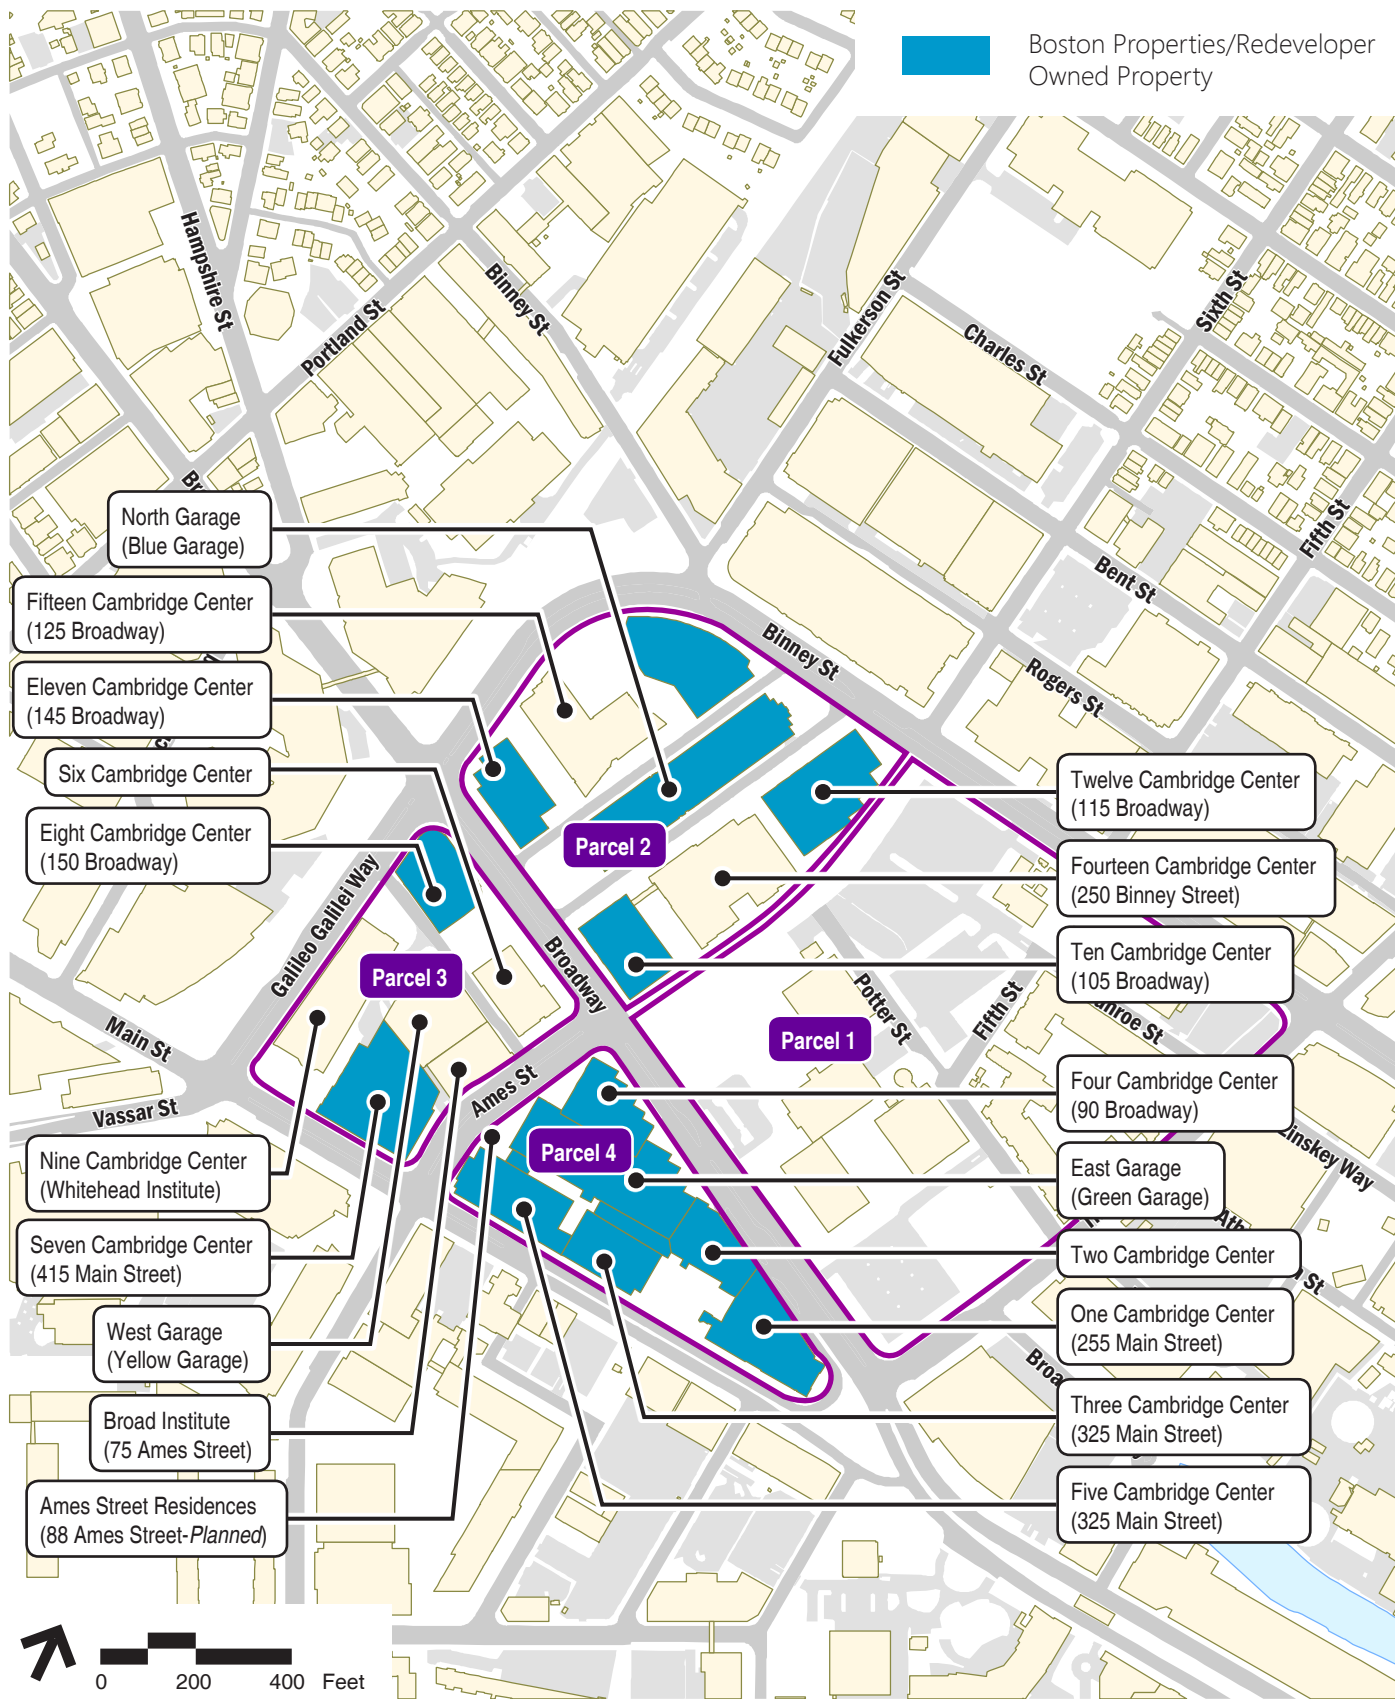 Boston Properties/Redeveloper
Owned Property
Hampshire St
Portland St
Binney St
Fulkerson St
Charles St
Sixth St
Fifth St
Bent St
Rogers St
Binney St
North Garage
(Blue Garage)
Fifteen Cambridge Center
(125 Broadway)
Eleven Cambridge Center
(145 Broadway)
Six Cambridge Center
Eight Cambridge Center
(150 Broadway)
Twelve Cambridge Center
(115 Broadway)
Fourteen Cambridge Center
(250 Binney Street)
Ten Cambridge Center
(105 Broadway)
Parcel 2
Parcel 3
Parcel 1
Parcel 4
Galileo Galilei Way
Broadway
Main St
Vassar St
Ames St
Potter St
Fifth St
Four Cambridge Center
(90 Broadway)
East Garage
(Green Garage)
Two Cambridge Center
One Cambridge Center
(255 Main Street)
Three Cambridge Center
(325 Main Street)
Five Cambridge Center
(325 Main Street)
Linskey Way
Nine Cambridge Center
(Whitehead Institute)
Seven Cambridge Center
(415 Main Street)
West Garage
(Yellow Garage)
Broad Institute
(75 Ames Street)
Ames Street Residences
(88 Ames Street-Planned)
0 200 400 Feet